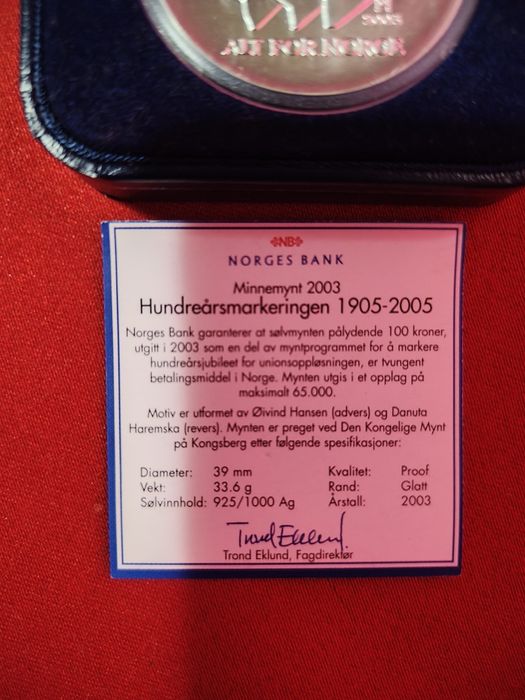 2003
ALT FOR NORGE
NB
NORGES BANK
Minnemynt 2003
Hundreårsmarkeringen 1905-2005
Norges Bank garanterer at sølvmynten pålydende 100 kroner,
utgitt i 2003 som en del av myntprogrammet for å markere
hundreårsjubileet for unionsoppløsningen, er tvungent
betalingsmiddel i Norge. Mynten utgis i et opplag på
maksimalt 65.000.
Motiv er utformet av Øivind Hansen (advers) og Danuta
Haremska (revers). Mynten er preget ved Den Kongelige Mynt
på Kongsberg etter følgende spesifikasjoner:
Diameter: 39 mm Kvalitet: Proof
Vekt: 33.6 g Rand: Glatt
Sølvinnhold: 925/1000 Ag Årstall: 2003
Trond Eklund
Trond Eklund, Fagdirektør